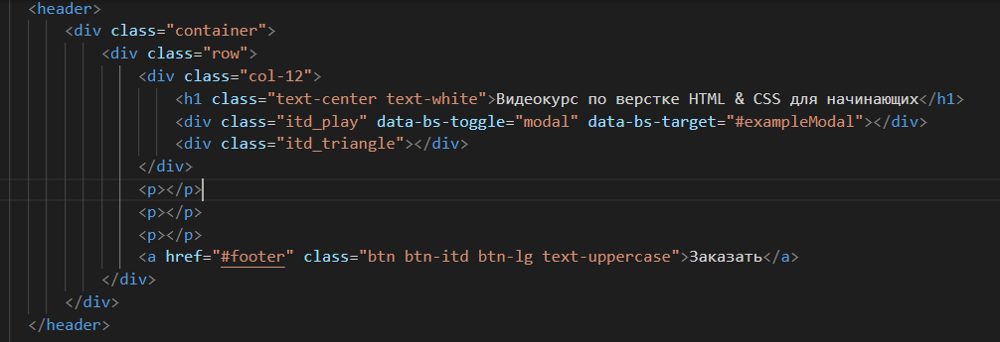 <header>
<div class="container">
<div class="row">
<div class="col-12">
<h1 class="text-center text-white">Видеокурс по верстке HTML & CSS для начинающих</h1>
<div class="itd_play" data-bs-toggle="modal" data-bs-target="#exampleModal"></div>
<div class="itd_triangle"></div>
</div>
<p></p>
<p></p>
<p></p>
<a href="#footer" class="btn btn-itd btn-lg text-uppercase">Заказать</a>
</div>
</div>
</header>